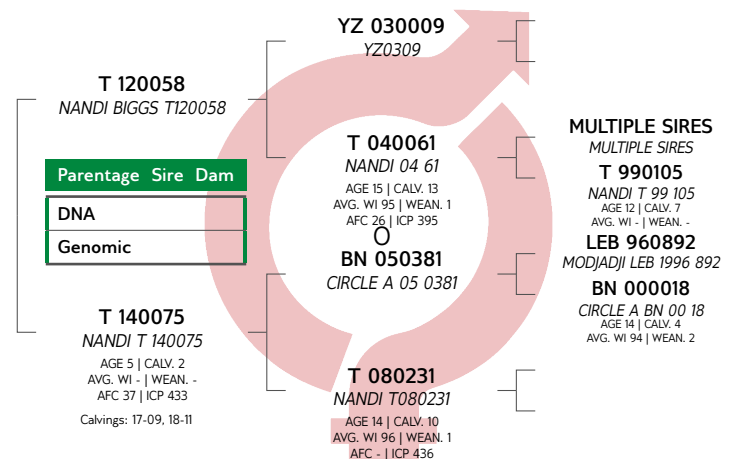 T 120058
NANDI BIGGS T120058
Parentage Sire Dam
DNA
Genomic
T 140075
NANDI T 140075
AGE 5 | CALV. 2
AVG. WI - | WEAN. -
AFC 37 | ICP 433
Calvings: 17-09, 18-11
YZ 030009
YZ0309
T 040061
NANDI 04 61
AGE 15 | CALV. 13
AVG. WI 95 | WEAN. 1
AFC 26 | ICP 395
O
BN 050381
CIRCLE A 05 0381
T 080231
NANDI T080231
AGE 14 | CALV. 10
AVG. WI 96 | WEAN. 1
AFC - | ICP 436
MULTIPLE SIRES
MULTIPLE SIRES
T 990105
NANDI T 99 105
AGE 12 | CALV. 7
AVG. WI - | WEAN. -
LEB 960892
MODJADJI LEB 1996 892
BN 000018
CIRCLE A BN 00 18
AGE 14 | CALV. 4
AVG. WI 94 | WEAN. 2